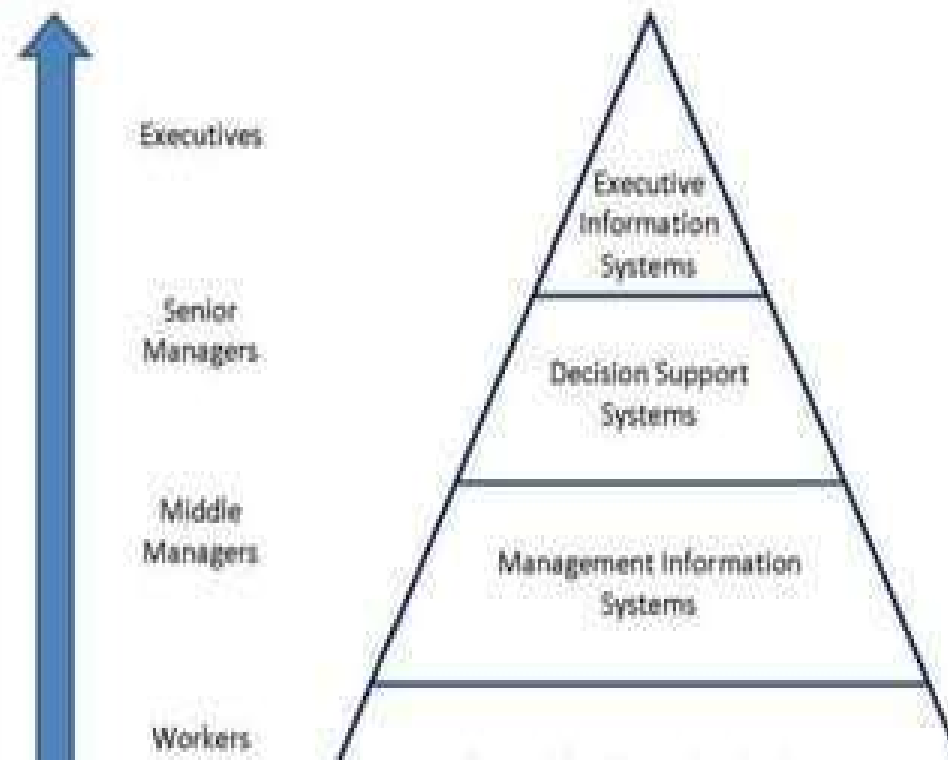 Executives
Executive
Information
Systems
Senior
Managers
Decision Support
Systems
Middle
Managers
Management Information
Systems
Workers